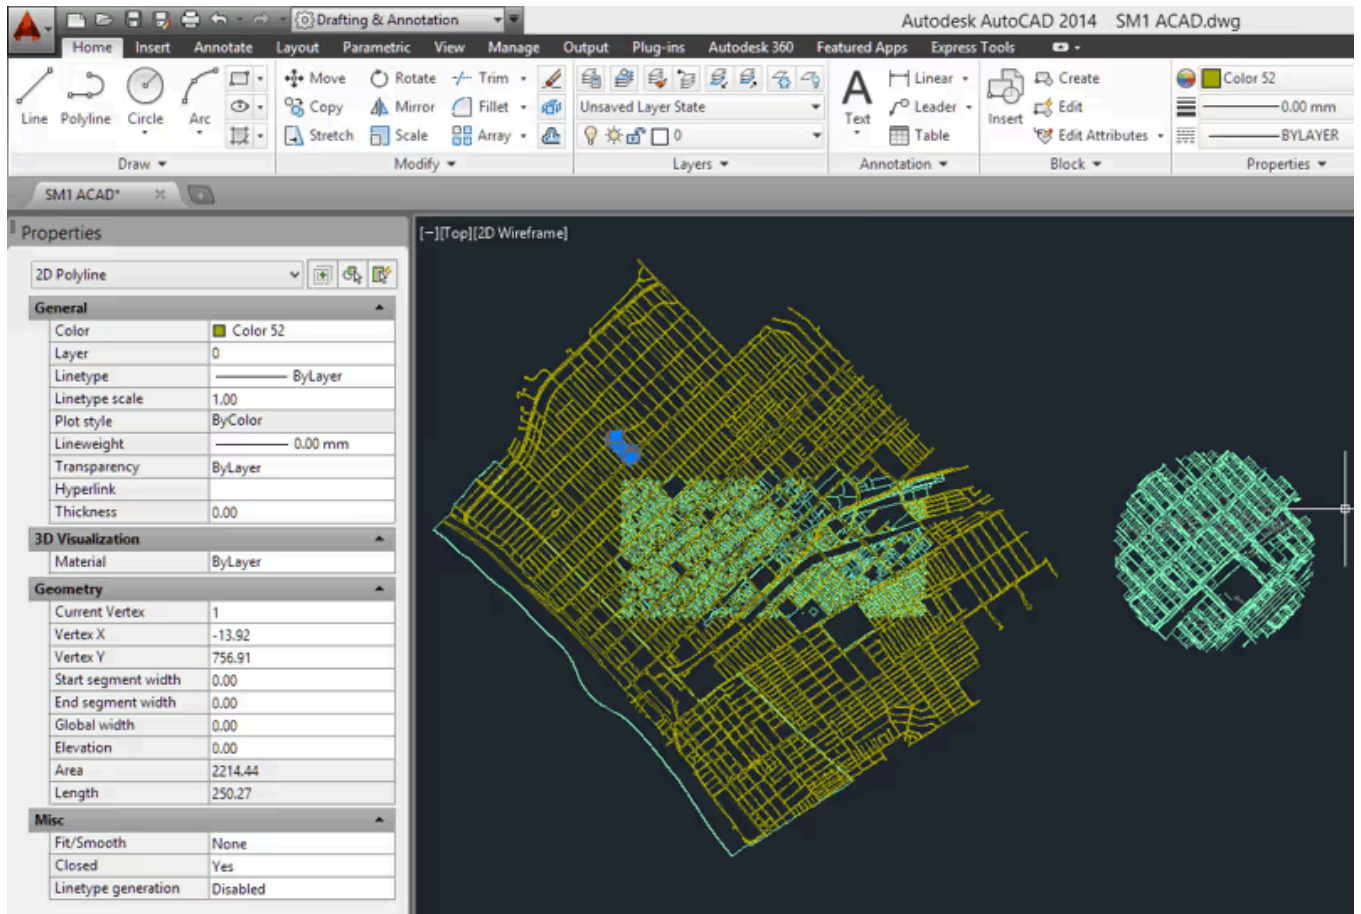 Drafting & Annotation
Autodesk AutoCAD 2014 SM1 ACAD.dwg
Home Insert Annotate Layout Parametric View Manage Output Plug-ins Autodesk 360 Featured Apps Express Tools
Line Polyline Circle Arc
Move Rotate Trim
Copy Mirror Fillet
Stretch Scale Array
Unsaved Layer State
0
Text
Linear
Leader
Table
Insert
Create
Edit
Edit Attributes
Color 52
0.00 mm
BYLAYER
Draw Modify Layers Annotation Block Properties
SM1 ACAD*
Properties
[−][Top][2D Wireframe]
2D Polyline
General
Color Color 52
Layer 0
Linetype ByLayer
Linetype scale 1.00
Plot style ByColor
Lineweight 0.00 mm
Transparency ByLayer
Hyperlink
Thickness 0.00
3D Visualization
Material ByLayer
Geometry
Current Vertex 1
Vertex X -13.92
Vertex Y 756.91
Start segment width 0.00
End segment width 0.00
Global width 0.00
Elevation 0.00
Area 2214.44
Length 250.27
Misc
Fit/Smooth None
Closed Yes
Linetype generation Disabled